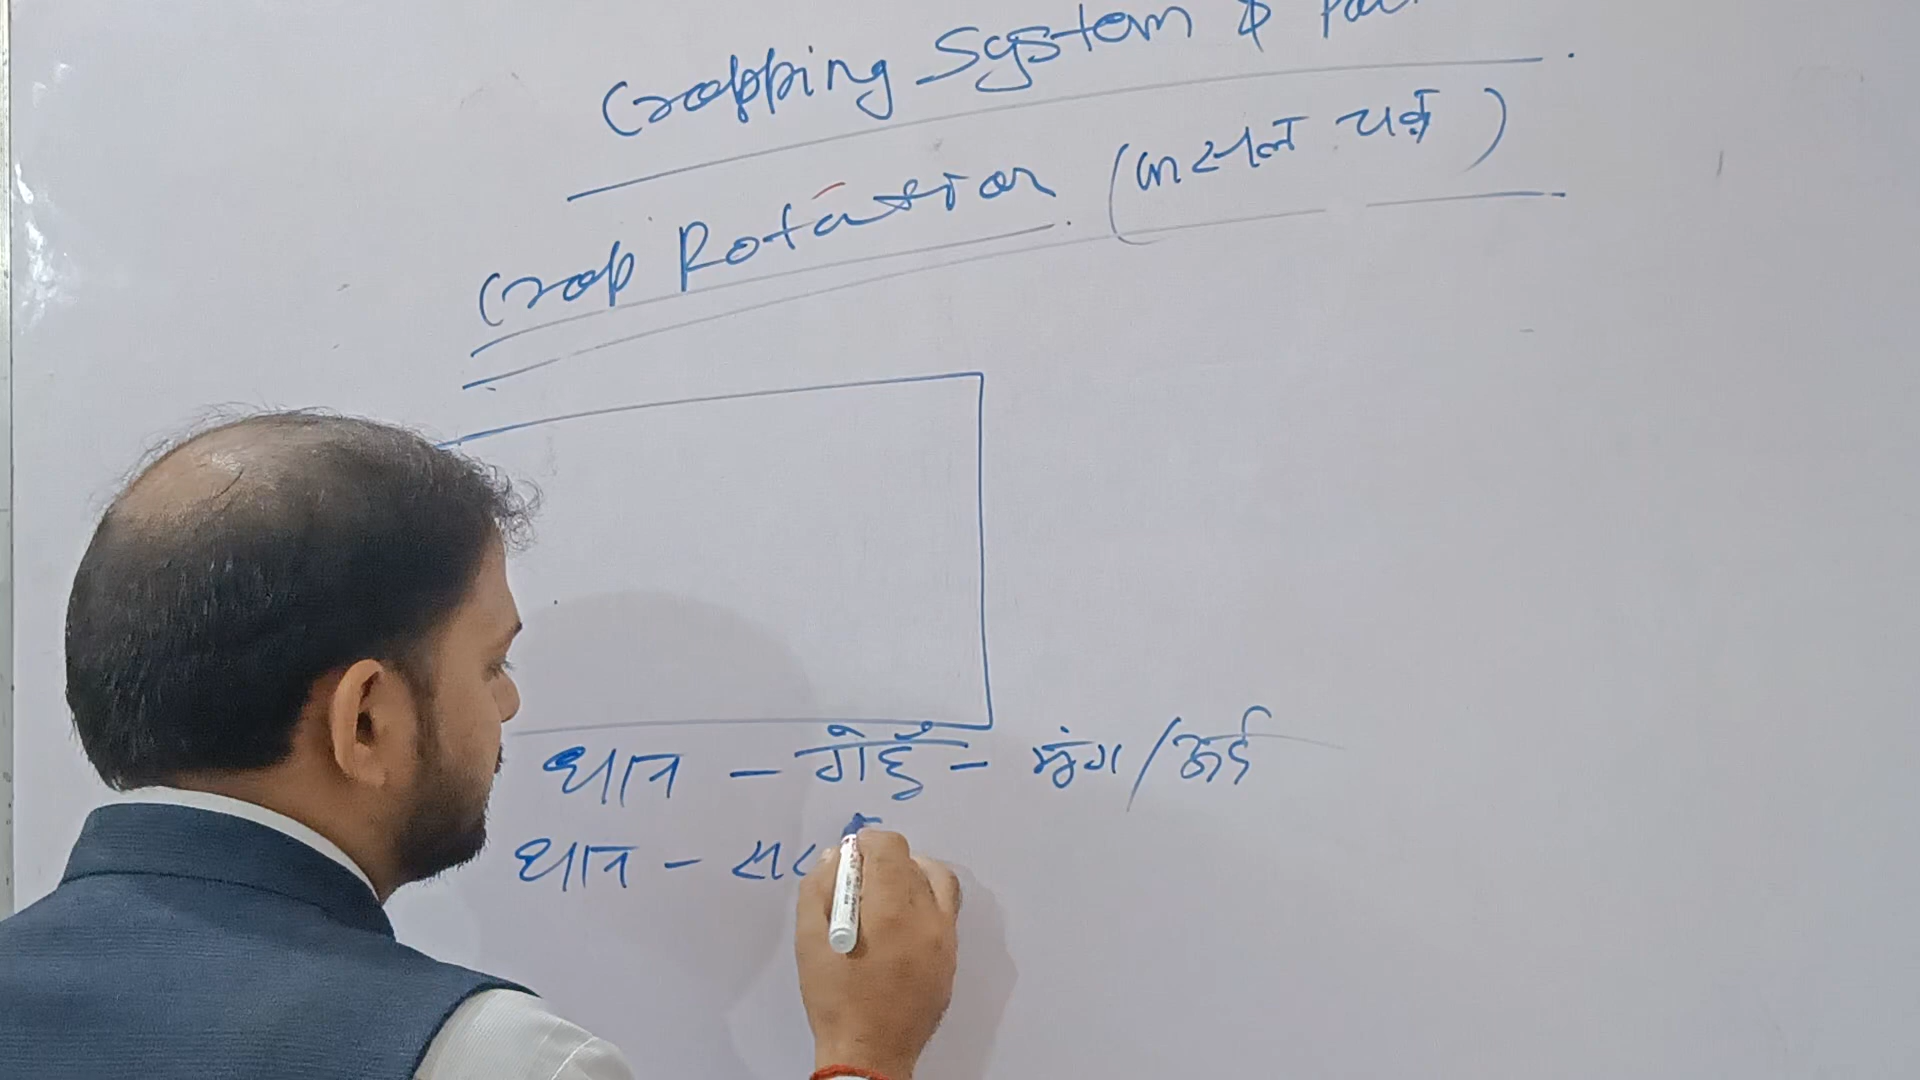 Cropping System &
Crop Rotation (फसल चक्र)
धान - गेहूँ - मूंग / उर्द
धान -